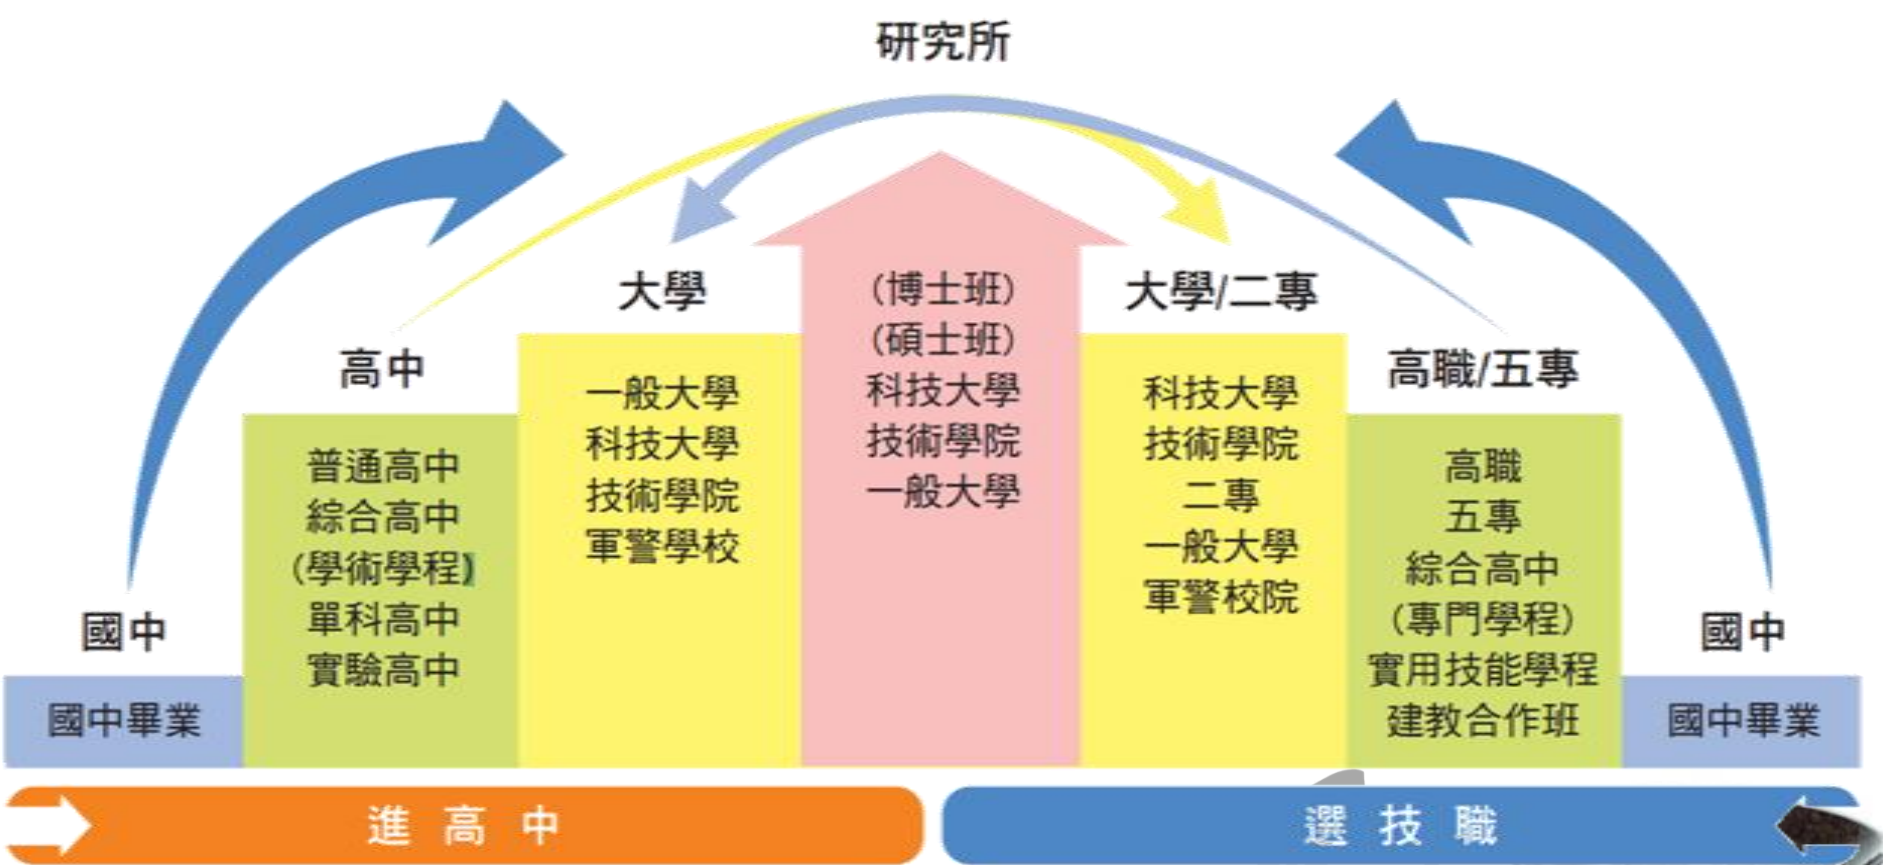 研究所
大學
(博士班)
(碩士班)
科技大學
技術學院
一般大學
大學/二專
高中
一般大學
科技大學
技術學院
軍警學校
科技大學
技術學院
二專
一般大學
軍警校院
高職/五專
普通高中
綜合高中
(學術學程)
單科高中
實驗高中
高職
五專
綜合高中
(專門學程)
實用技能學程
建教合作班
國中
國中畢業
國中
國中畢業
進高中
選技職